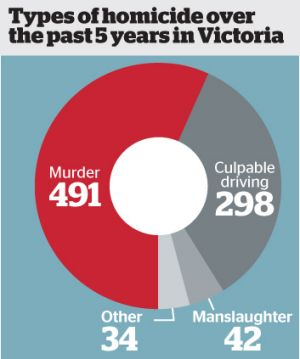 Types of homicide over
the past 5 years in Victoria
Murder
491
Culpable
driving
298
Other
34
Manslaughter
42